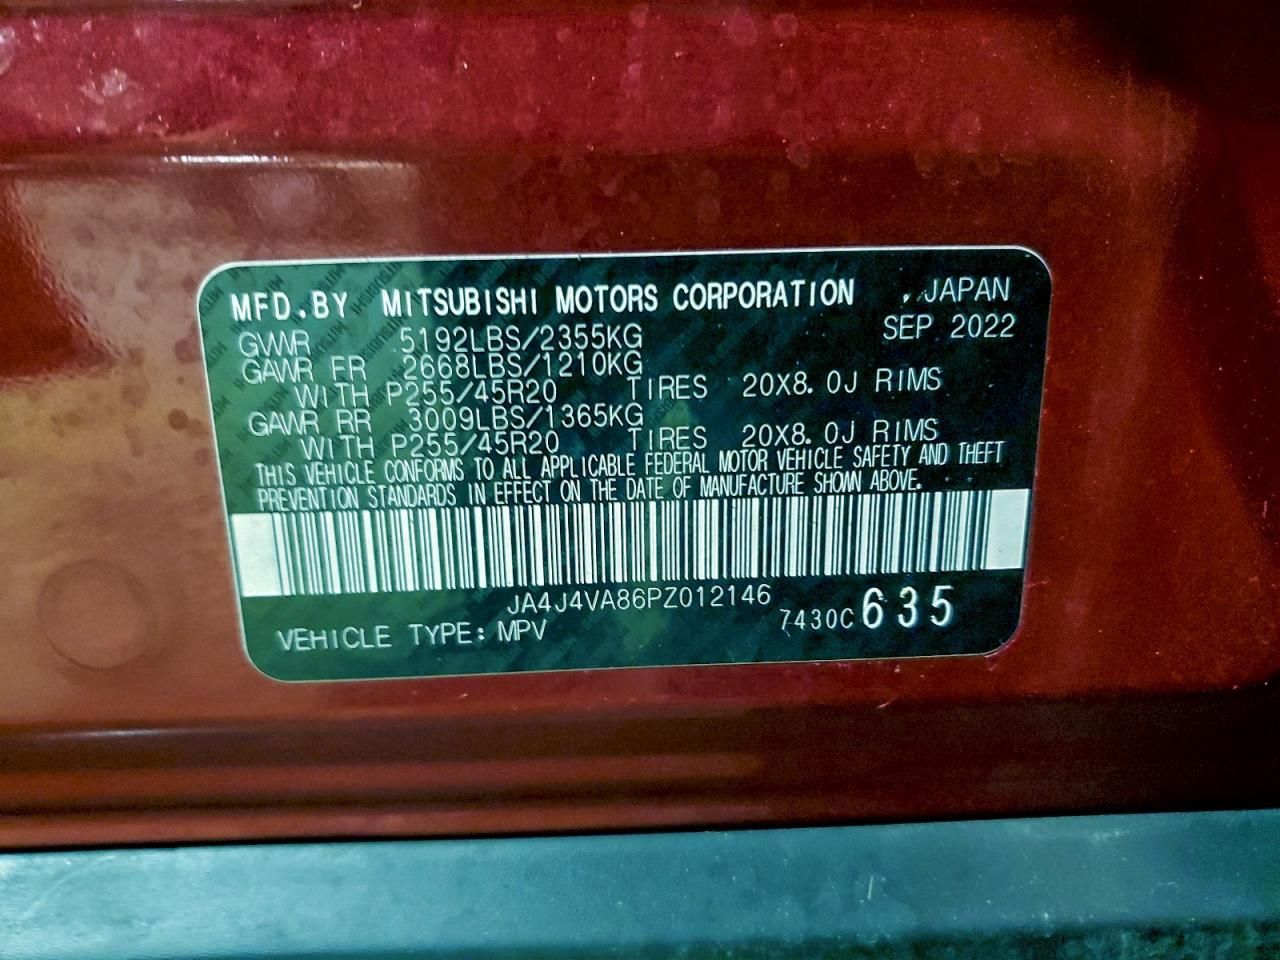 MFD.BY MITSUBISHI MOTORS CORPORATION , JAPAN
SEP 2022
GVWR 5192LBS/2355KG
GAWR FR 2668LBS/1210KG
WITH P255/45R20 TIRES 20X8.0J RIMS
GAWR RR 3009LBS/1365KG
WITH P255/45R20 TIRES 20X8.0J RIMS
THIS VEHICLE CONFORMS TO ALL APPLICABLE FEDERAL MOTOR VEHICLE SAFETY AND THEFT
PREVENTION STANDARDS IN EFFECT ON THE DATE OF MANUFACTURE SHOWN ABOVE.
JA4J4VA86PZ012146
7430C 635
VEHICLE TYPE: MPV